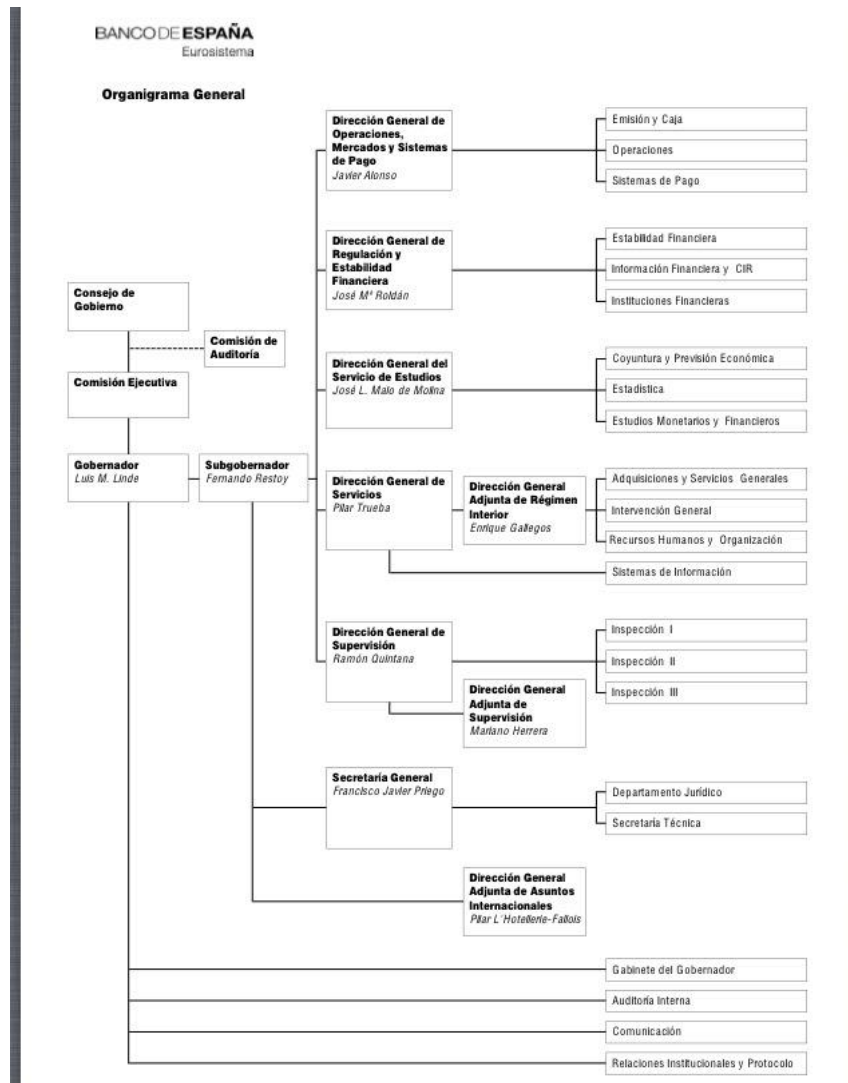 BANCO DE ESPAÑA
Eurosistema
Organigrama General
Consejo de
Gobierno
Comisión de
Auditoría
Comisión Ejecutiva
Gobernador
Luis M. Linde
Subgobernador
Fernando Restoy
Dirección General de
Operaciones,
Mercados y Sistemas
de Pago
Javier Alonso
Emisión y Caja
Operaciones
Sistemas de Pago
Dirección General de
Regulación y
Estabilidad
Financiera
José Mª Roldán
Estabilidad Financiera
Información Financiera y CIR
Instituciones Financieras
Dirección General del
Servicio de Estudios
José L. Malo de Molina
Coyuntura y Previsión Económica
Estadística
Estudios Monetarios y Financieros
Dirección General de
Servicios
Pilar Trueba
Dirección General
Adjunta de Régimen
Interior
Enrique Gallegos
Adquisiciones y Servicios Generales
Intervención General
Recursos Humanos y Organización
Sistemas de Información
Dirección General de
Supervisión
Ramón Quintana
Inspección I
Inspección II
Inspección III
Dirección General
Adjunta de
Supervisión
Mariano Herrera
Secretaría General
Francisco Javier Priego
Departamento Jurídico
Secretaría Técnica
Dirección General
Adjunta de Asuntos
Internacionales
Pilar L´Hotellerie-Fallois
Gabinete del Gobernador
Auditoría Interna
Comunicación
Relaciones Institucionales y Protocolo